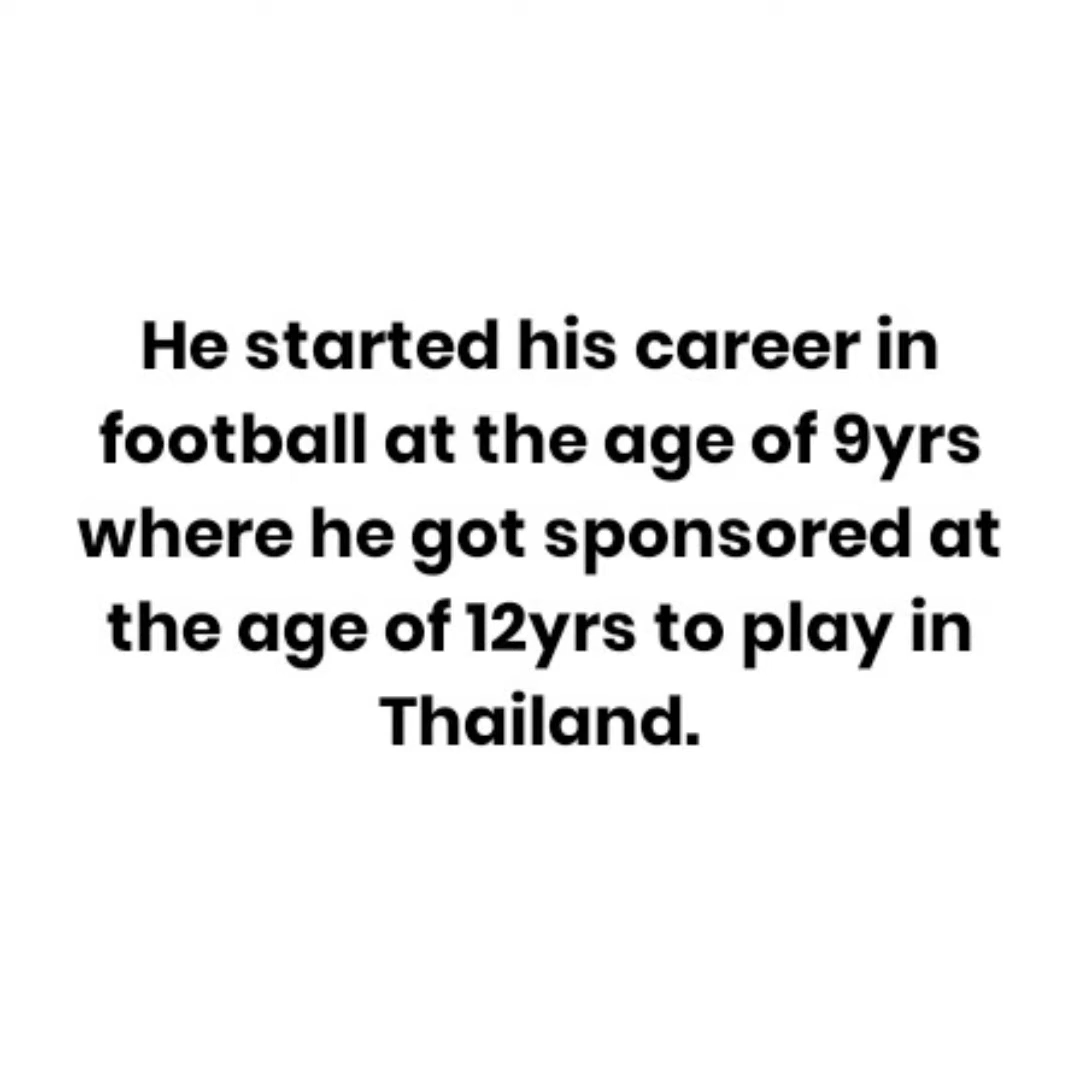 He started his career in
football at the age of 9yrs
where he got sponsored at
the age of 12yrs to play in
Thailand.